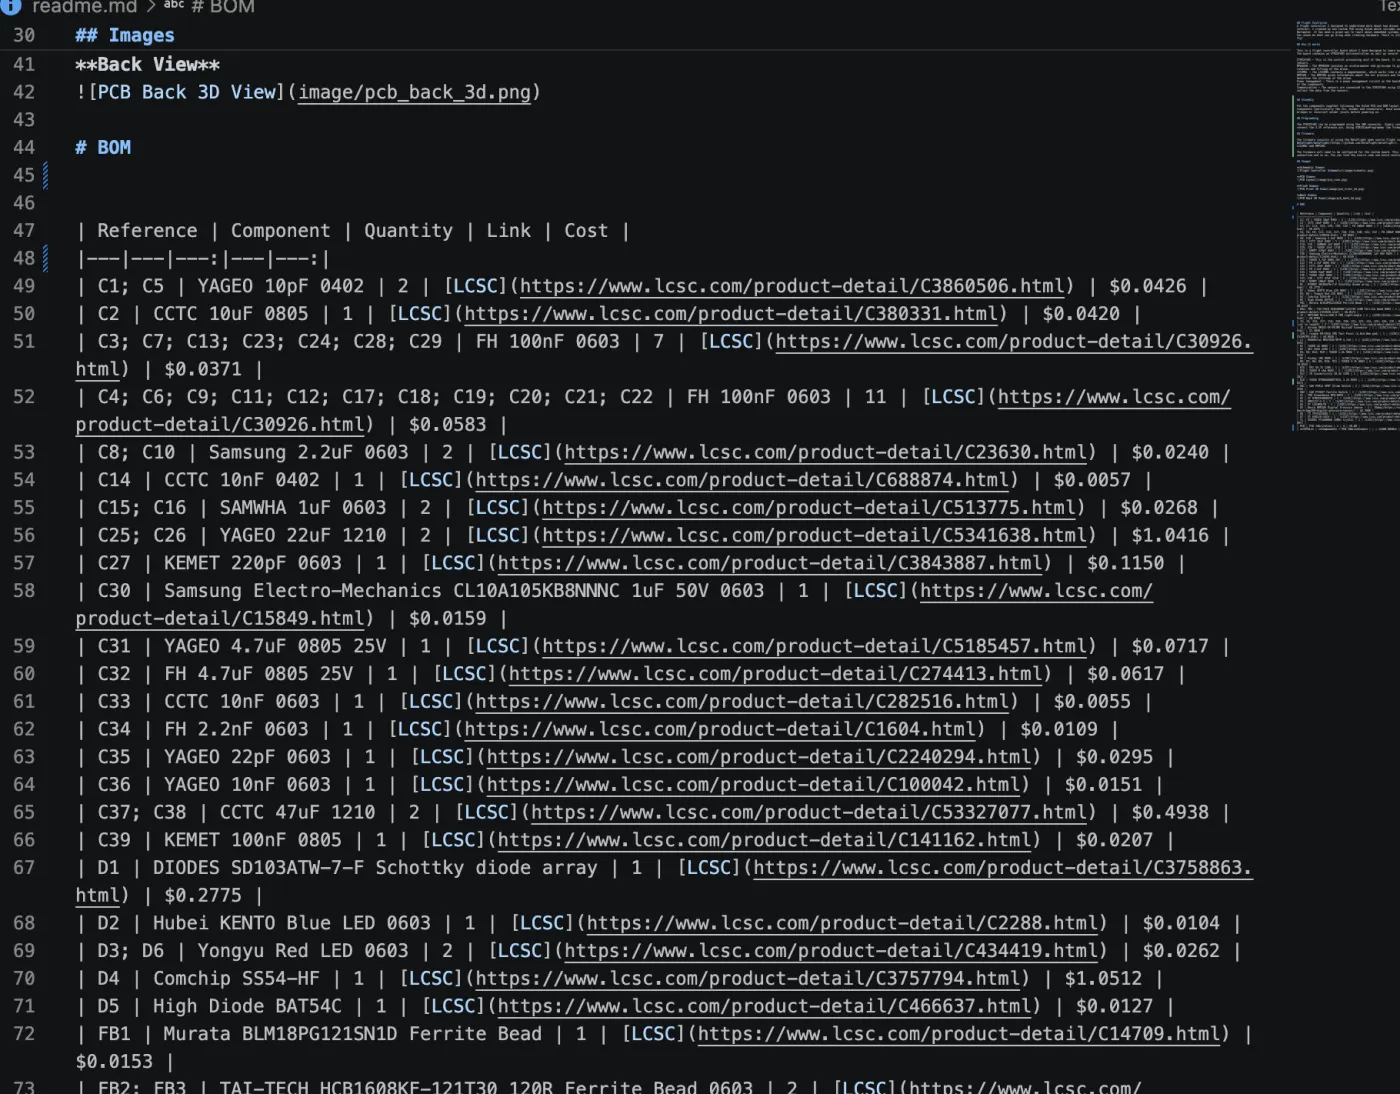 readme.md > abc # BOM
Tex
30 ## Images
41 **Back View**
42 ![PCB Back 3D View](image/pcb_back_3d.png)
43
44 # BOM
45
46
47 | Reference | Component | Quantity | Link | Cost |
48 |---|---|---:|---|---:|
49 | C1; C5 | YAGEO 10pF 0402 | 2 | [LCSC](https://www.lcsc.com/product-detail/C3860506.html) | $0.0426 |
50 | C2 | CCTC 10uF 0805 | 1 | [LCSC](https://www.lcsc.com/product-detail/C380331.html) | $0.0420 |
51 | C3; C7; C13; C23; C24; C28; C29 | FH 100nF 0603 | 7 | [LCSC](https://www.lcsc.com/product-detail/C30926.
html) | $0.0371 |
52 | C4; C6; C9; C11; C12; C17; C18; C19; C20; C21; C22 | FH 100nF 0603 | 11 | [LCSC](https://www.lcsc.com/
product-detail/C30926.html) | $0.0583 |
53 | C8; C10 | Samsung 2.2uF 0603 | 2 | [LCSC](https://www.lcsc.com/product-detail/C23630.html) | $0.0240 |
54 | C14 | CCTC 10nF 0402 | 1 | [LCSC](https://www.lcsc.com/product-detail/C688874.html) | $0.0057 |
55 | C15; C16 | SAMWHA 1uF 0603 | 2 | [LCSC](https://www.lcsc.com/product-detail/C513775.html) | $0.0268 |
56 | C25; C26 | YAGEO 22uF 1210 | 2 | [LCSC](https://www.lcsc.com/product-detail/C5341638.html) | $1.0416 |
57 | C27 | KEMET 220pF 0603 | 1 | [LCSC](https://www.lcsc.com/product-detail/C3843887.html) | $0.1150 |
58 | C30 | Samsung Electro-Mechanics CL10A105KB8NNNC 1uF 50V 0603 | 1 | [LCSC](https://www.lcsc.com/
product-detail/C15849.html) | $0.0159 |
59 | C31 | YAGEO 4.7uF 0805 25V | 1 | [LCSC](https://www.lcsc.com/product-detail/C5185457.html) | $0.0717 |
60 | C32 | FH 4.7uF 0805 25V | 1 | [LCSC](https://www.lcsc.com/product-detail/C274413.html) | $0.0617 |
61 | C33 | CCTC 10nF 0603 | 1 | [LCSC](https://www.lcsc.com/product-detail/C282516.html) | $0.0055 |
62 | C34 | FH 2.2nF 0603 | 1 | [LCSC](https://www.lcsc.com/product-detail/C1604.html) | $0.0109 |
63 | C35 | YAGEO 22pF 0603 | 1 | [LCSC](https://www.lcsc.com/product-detail/C2240294.html) | $0.0295 |
64 | C36 | YAGEO 10nF 0603 | 1 | [LCSC](https://www.lcsc.com/product-detail/C100042.html) | $0.0151 |
65 | C37; C38 | CCTC 47uF 1210 | 2 | [LCSC](https://www.lcsc.com/product-detail/C53327077.html) | $0.4938 |
66 | C39 | KEMET 100nF 0805 | 1 | [LCSC](https://www.lcsc.com/product-detail/C141162.html) | $0.0207 |
67 | D1 | DIODES SD103ATW-7-F Schottky diode array | 1 | [LCSC](https://www.lcsc.com/product-detail/C3758863.
html) | $0.2775 |
68 | D2 | Hubei KENTO Blue LED 0603 | 1 | [LCSC](https://www.lcsc.com/product-detail/C2288.html) | $0.0104 |
69 | D3; D6 | Yongyu Red LED 0603 | 2 | [LCSC](https://www.lcsc.com/product-detail/C434419.html) | $0.0262 |
70 | D4 | Comchip SS54-HF | 1 | [LCSC](https://www.lcsc.com/product-detail/C3757794.html) | $1.0512 |
71 | D5 | High Diode BAT54C | 1 | [LCSC](https://www.lcsc.com/product-detail/C466637.html) | $0.0127 |
72 | FB1 | Murata BLM18PG121SN1D Ferrite Bead | 1 | [LCSC](https://www.lcsc.com/product-detail/C14709.html) |
$0.0153 |
73 | FB2; FB3 | TAI-TECH HCB1608KF-121T30 120R Ferrite Bead 0603 | 2 | [LCSC](https://www.lcsc.com/